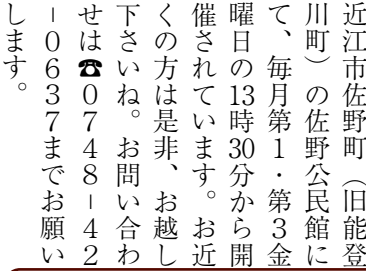 近江市佐野町（旧能登
川町）の佐野公民館に
て、毎月第１・第３金
曜日の13時30分から開
催されています。お近
くの方は是非、お越し
下さいね。お問い合わ
せは☎０７４８－４２
－０６３７までお願い
します。